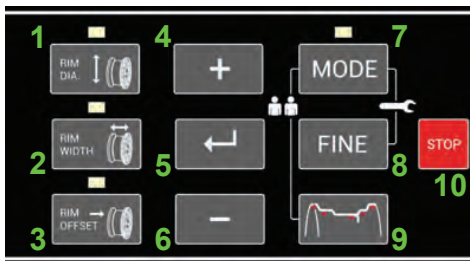 1
RIM
DIA.
4
+
7
MODE
2
RIM
WIDTH
5
8
FINE
STOP
10
3
RIM
OFFSET
6
−
9